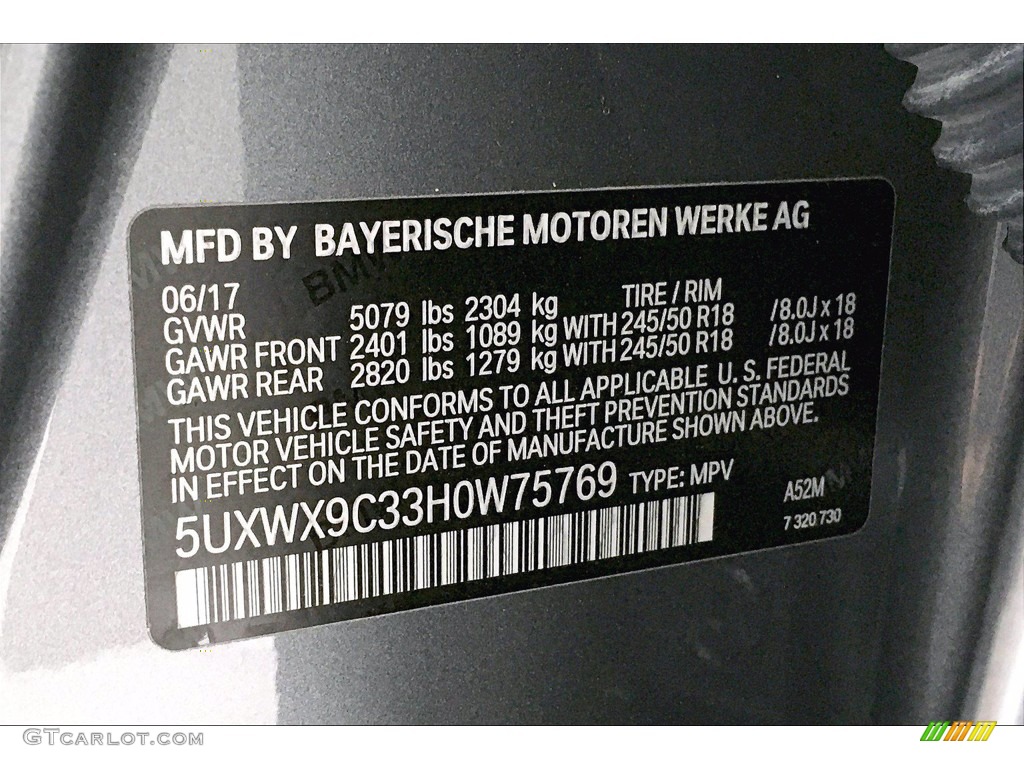 MFD BY BAYERISCHE MOTOREN WERKE AG
06/17 TIRE / RIM
GVWR 5079 lbs 2304 kg
GAWR FRONT 2401 lbs 1089 kg WITH 245/50 R18 /8.0J x 18
GAWR REAR 2820 lbs 1279 kg WITH 245/50 R18 /8.0J x 18
THIS VEHICLE CONFORMS TO ALL APPLICABLE U. S. FEDERAL
MOTOR VEHICLE SAFETY AND THEFT PREVENTION STANDARDS
IN EFFECT ON THE DATE OF MANUFACTURE SHOWN ABOVE.
5UXWX9C33H0W75769 TYPE: MPV A52M
7 320 730
GTCARLOT.COM